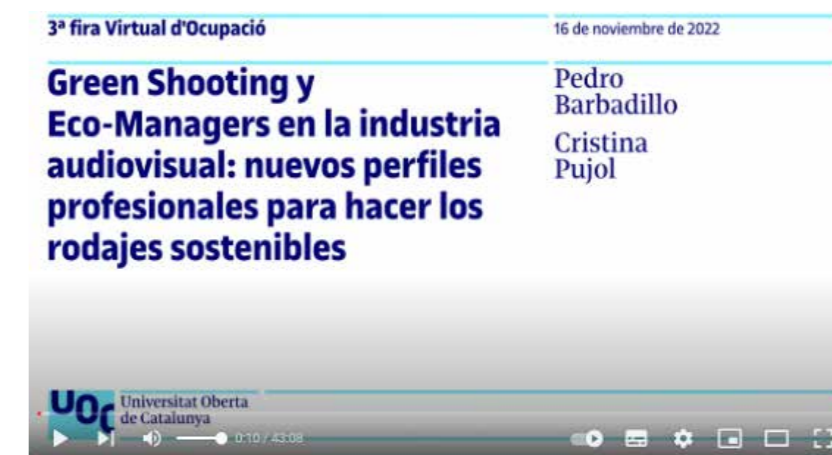 3ª fira Virtual d'Ocupació
16 de noviembre de 2022
Green Shooting y
Eco-Managers en la industria
audiovisual: nuevos perfiles
profesionales para hacer los
rodajes sostenibles
Pedro
Barbadillo
Cristina
Pujol
UOC
Universitat Oberta
de Catalunya
0:10 / 43:08